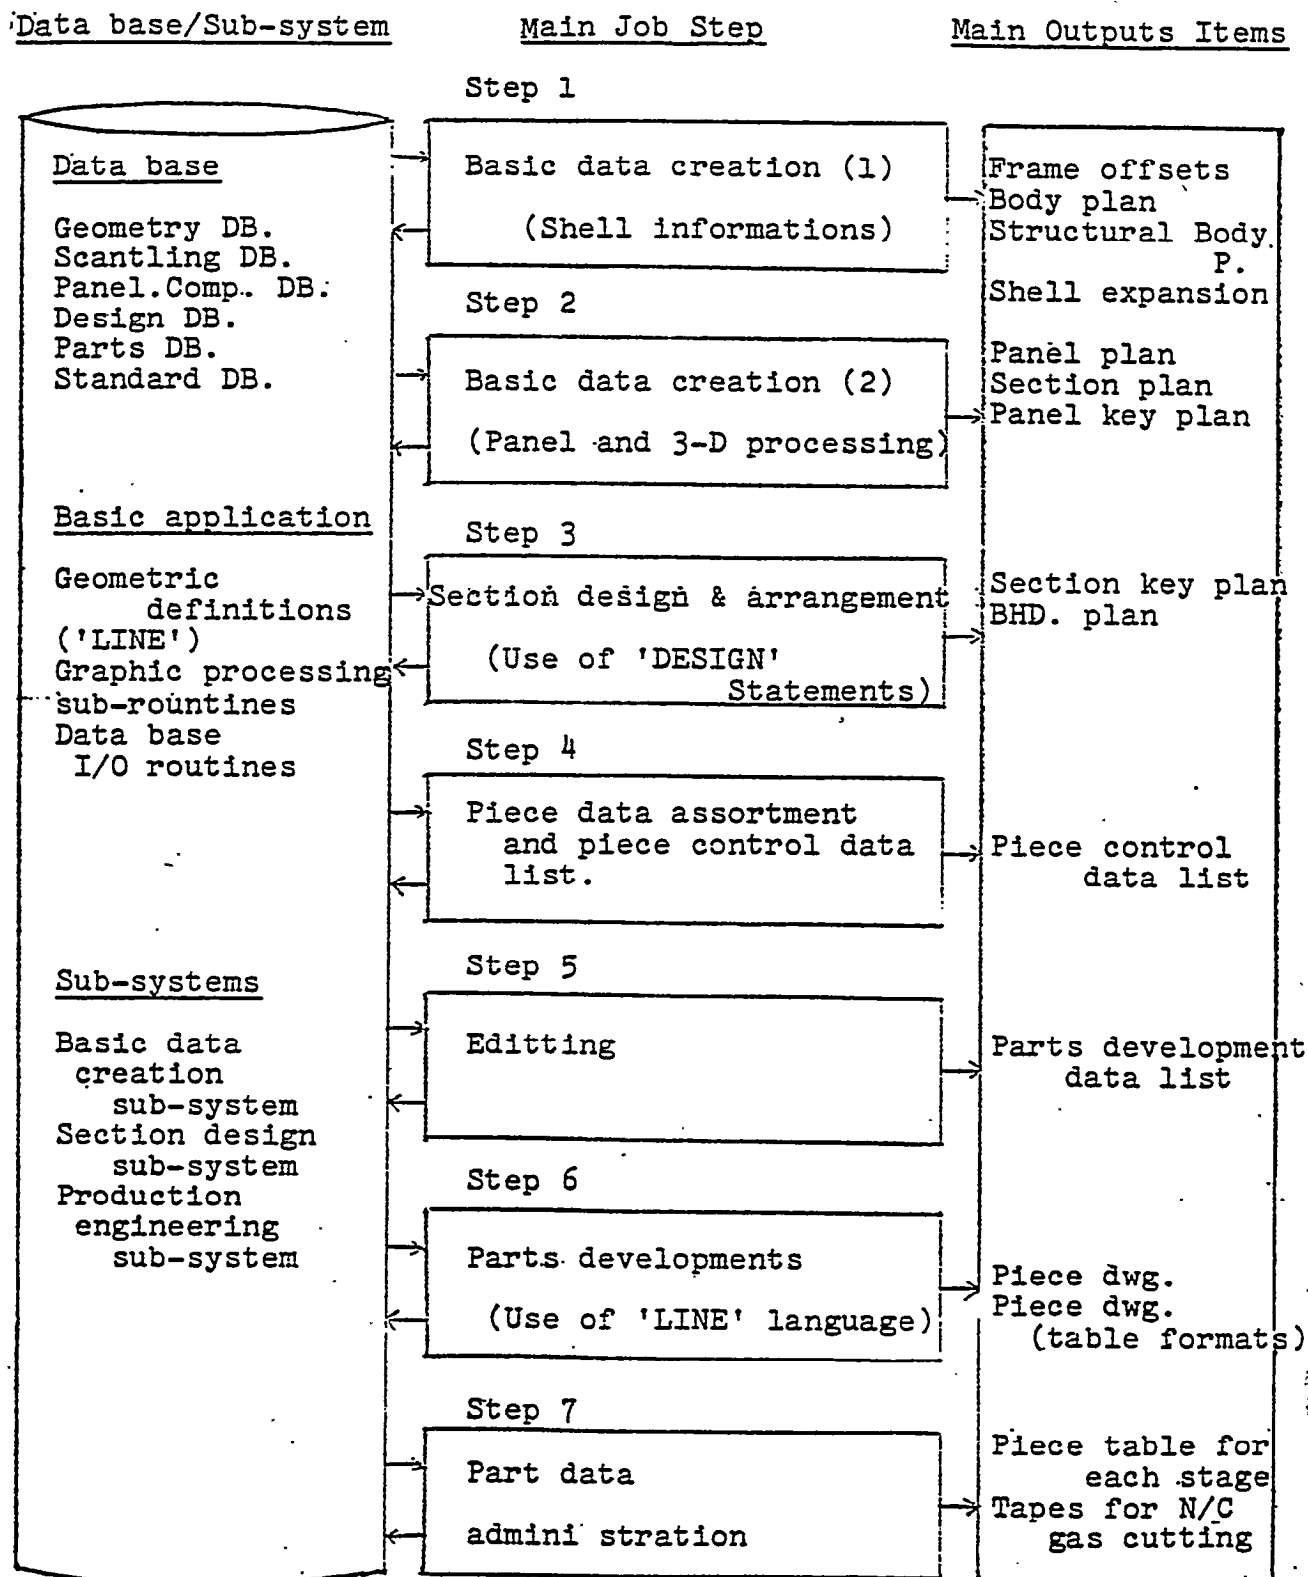 Data base/Sub-system
Main Job Step
Main Outputs Items
Data base
Geometry DB.
Scantling DB.
Panel.Comp. DB.
Design DB.
Parts DB.
Standard DB.
Basic application
Geometric
definitions
('LINE')
Graphic processing
sub-rountines
Data base
I/O routines
Sub-systems
Basic data
creation
sub-system
Section design
sub-system
Production
engineering
sub-system
Step 1
Basic data creation (1)
(Shell informations)
Step 2
Basic data creation (2)
(Panel and 3-D processing)
Step 3
Section design & arrangement
(Use of 'DESIGN'
Statements)
Step 4
Piece data assortment
and piece control data
list.
Step 5
Editting
Step 6
Parts developments
(Use of 'LINE' language)
Step 7
Part data
admini stration
Frame offsets
Body plan
Structural Body
P.
Shell expansion
Panel plan
Section plan
Panel key plan
Section key plan
BHD. plan
Piece control
data list
Parts development
data list
Piece dwg.
Piece dwg.
(table formats)
Piece table for
each stage
Tapes for N/C
gas cutting